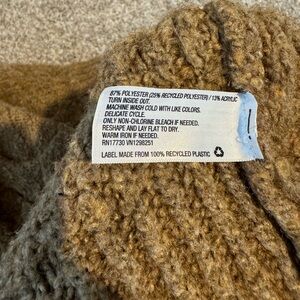 87% POLYESTER (25% RECYCLED POLYESTER) / 13% ACRYLIC
TURN INSIDE OUT.
MACHINE WASH COLD WITH LIKE COLORS.
DELICATE CYCLE.
ONLY NON-CHLORINE BLEACH IF NEEDED.
RESHAPE AND LAY FLAT TO DRY.
WARM IRON IF NEEDED.
RN17730 VN1298251
LABEL MADE FROM 100% RECYCLED PLASTIC